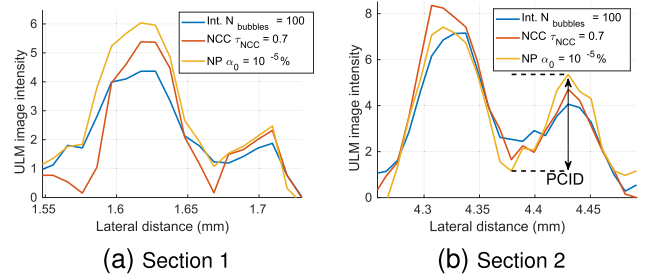 ULM image intensity
6
5
4
3
2
1
0
Int. N bubbles = 100
NCC τNCC = 0.7
NP α0 = 10 -5%
1.55
1.6
1.65
1.7
Lateral distance (mm)
(a) Section 1
ULM image intensity
8
6
4
2
0
Int. N bubbles = 100
NCC τNCC = 0.7
NP α0 = 10 -5%
PCID
4.3
4.35
4.4
4.45
Lateral distance (mm)
(b) Section 2